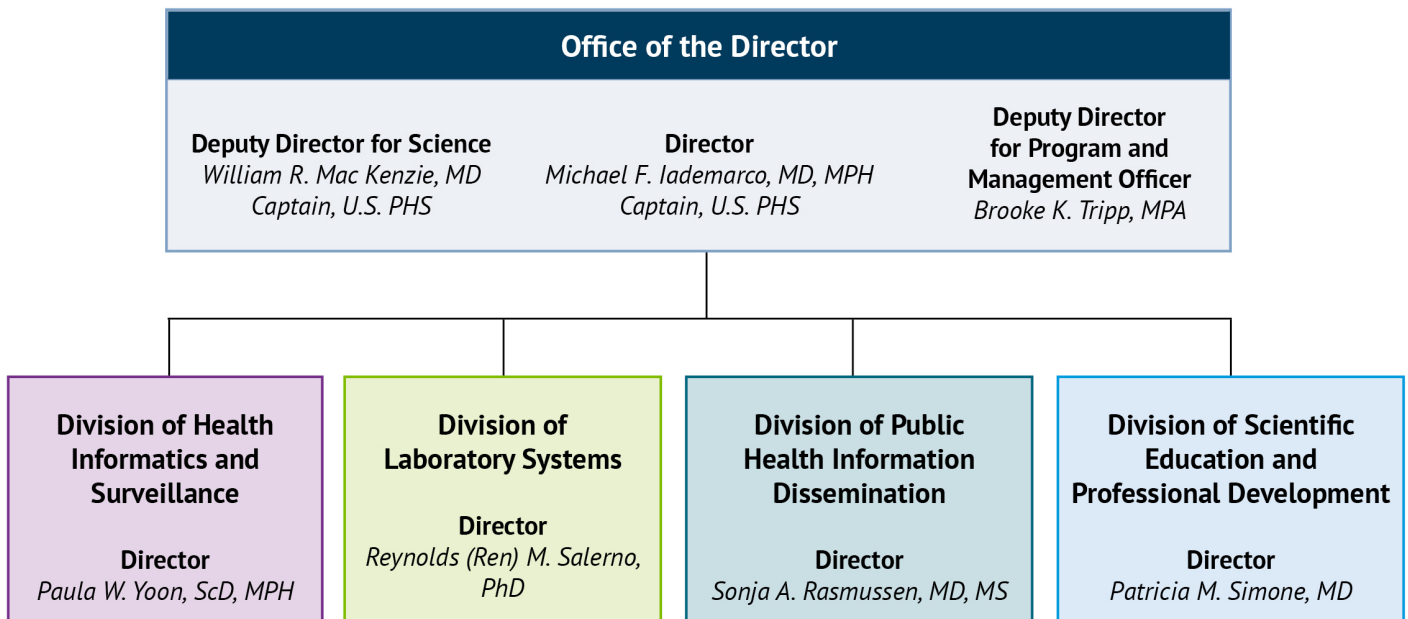 Office of the Director
Deputy Director for Science
William R. Mac Kenzie, MD
Captain, U.S. PHS
Director
Michael F. Iademarco, MD, MPH
Captain, U.S. PHS
Deputy Director
for Program and
Management Officer
Brooke K. Tripp, MPA
Division of Health
Informatics and
Surveillance
Director
Paula W. Yoon, ScD, MPH
Division of
Laboratory Systems
Director
Reynolds (Ren) M. Salerno,
PhD
Division of Public
Health Information
Dissemination
Director
Sonja A. Rasmussen, MD, MS
Division of Scientific
Education and
Professional Development
Director
Patricia M. Simone, MD